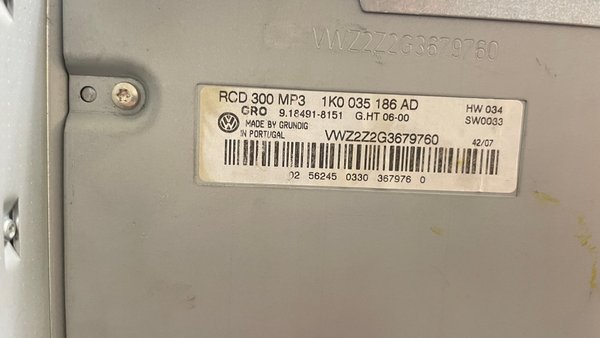 VWZ2Z2G3679760
RCD 300 MP3 1K0 035 186 AD HW 034
GRO 9.18491-8151 G.HT 06-00 SW0033
MADE BY GRUNDIG
IN PORTUGAL VWZ2Z2G3679760 42/07
02 56245 0330 367976 0